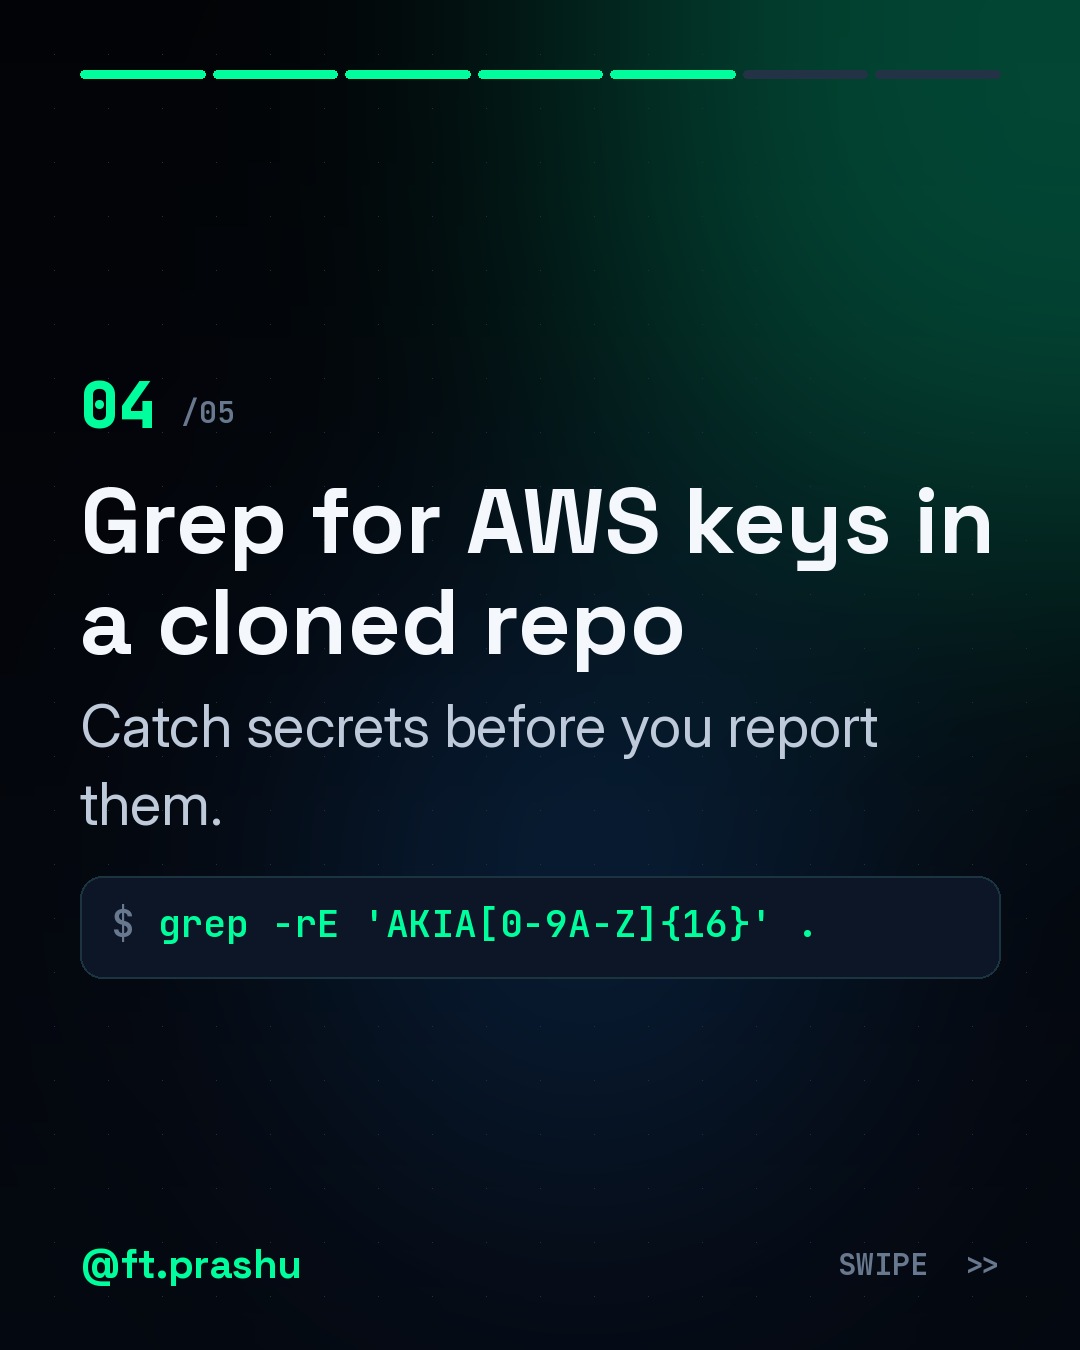 04 /05
Grep for AWS keys in
a cloned repo
Catch secrets before you report
them.
$ grep -rE 'AKIA[0-9A-Z]{16}' .
@ft.prashu
SWIPE >>